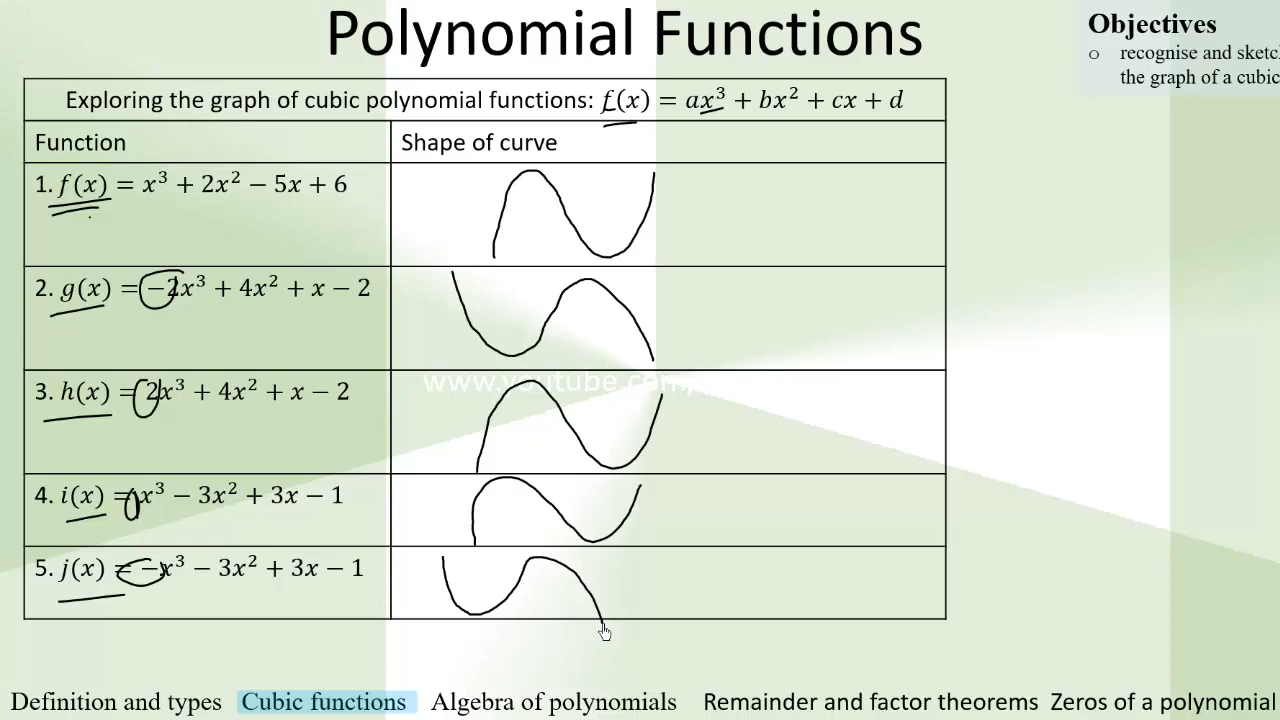 Polynomial Functions
Objectives
o recognise and sketch
the graph of a cubic
Exploring the graph of cubic polynomial functions: f(x) = ax³ + bx² + cx + d
Function
Shape of curve
1. f(x) = x³ + 2x² − 5x + 6
2. g(x) = −2x³ + 4x² + x − 2
www.youtube.com/
3. h(x) = 2x³ + 4x² + x − 2
4. i(x) = x³ − 3x² + 3x − 1
5. j(x) = −x³ − 3x² + 3x − 1
Definition and types Cubic functions Algebra of polynomials Remainder and factor theorems Zeros of a polynomial